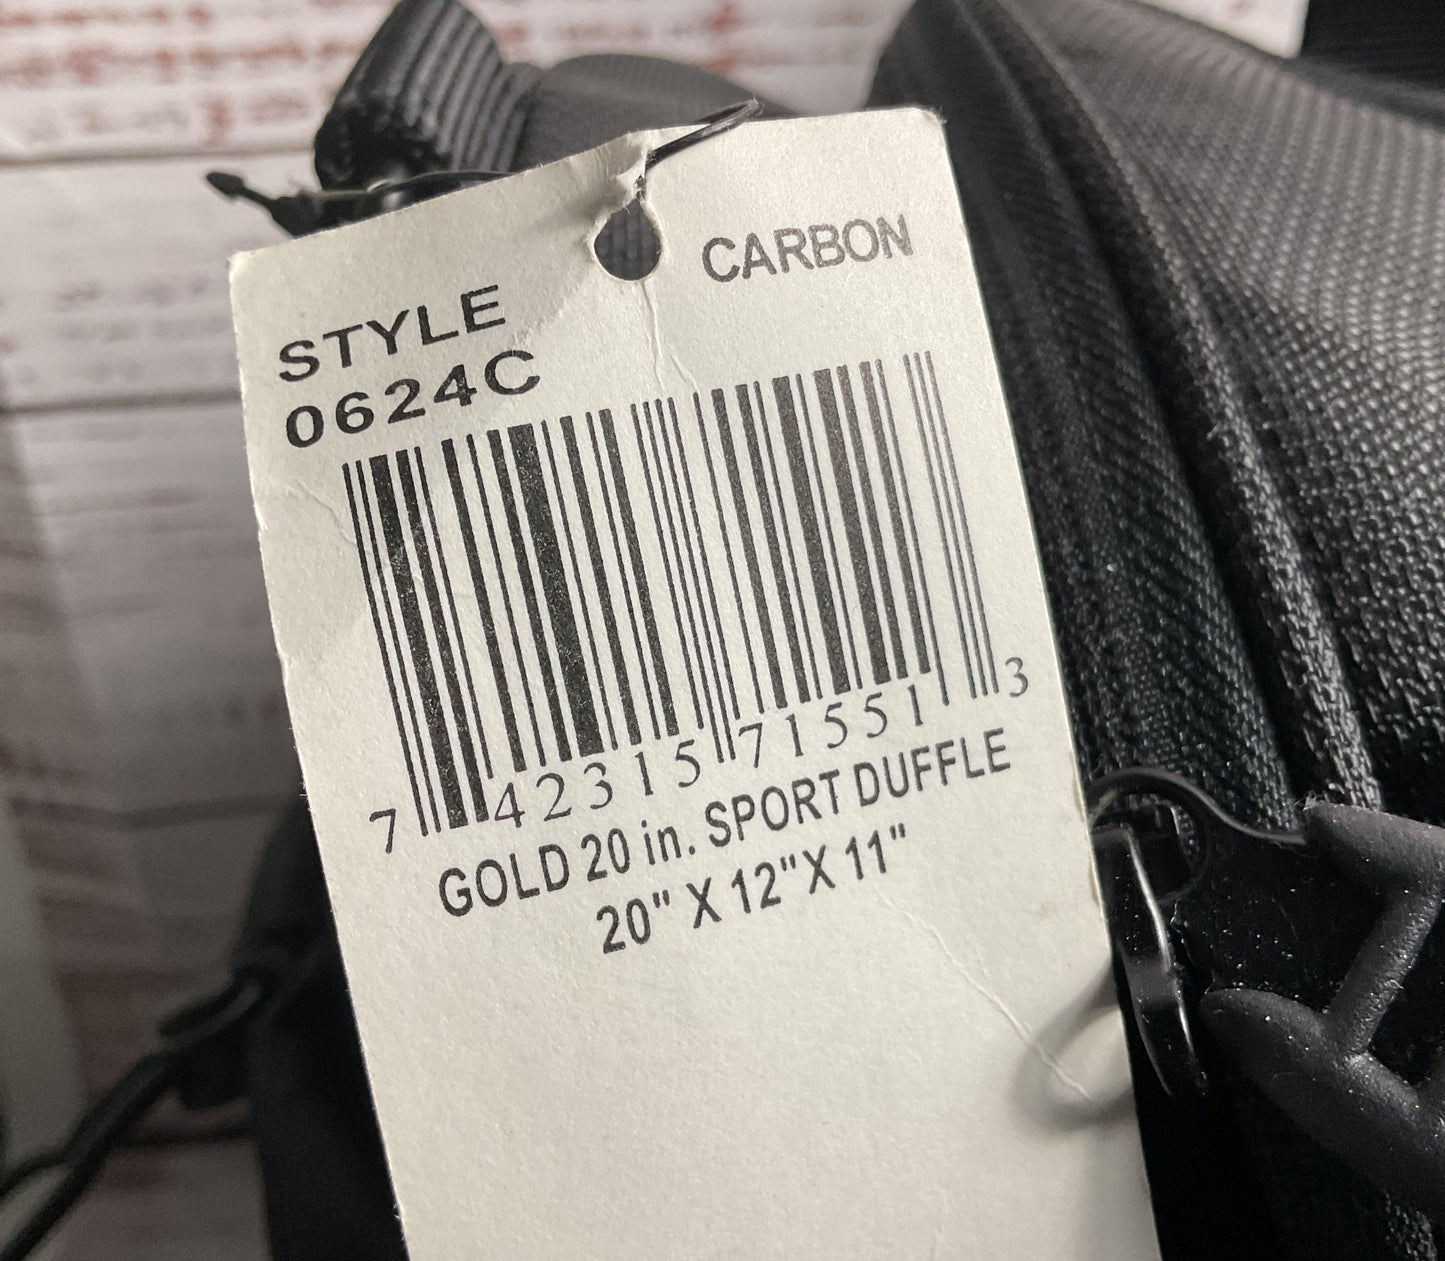 CARBON
STYLE
0624C
7 42315 71551 3
GOLD 20 in. SPORT DUFFLE
20" X 12"X 11"